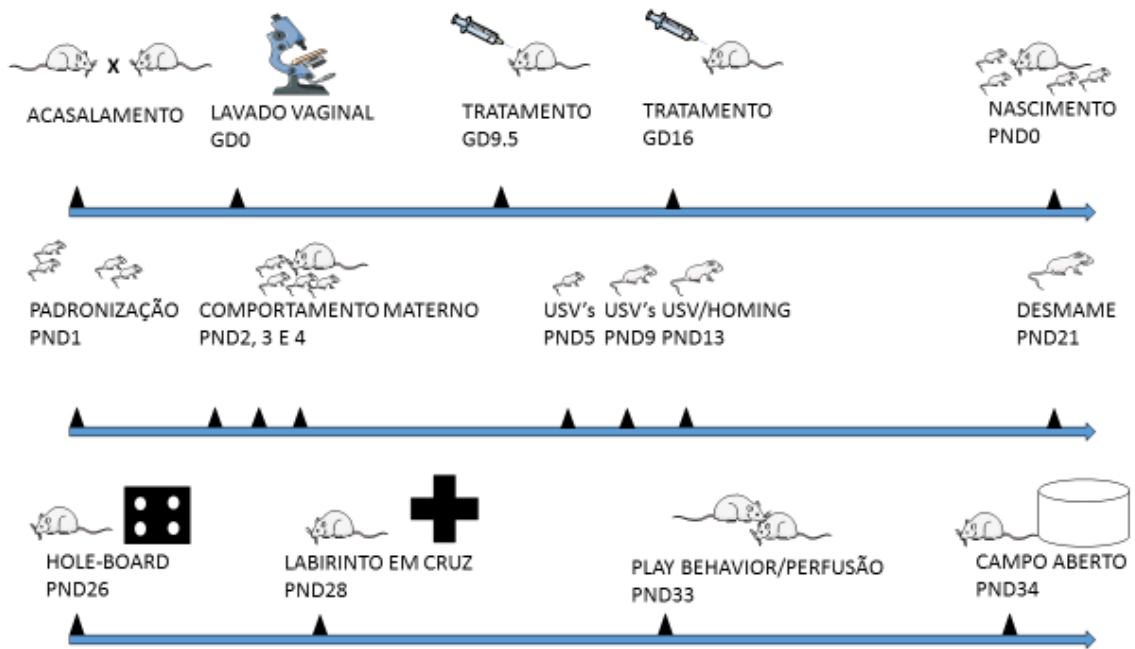 X
ACASALAMENTO
LAVADO VAGINAL
GD0
TRATAMENTO
GD9.5
TRATAMENTO
GD16
NASCIMENTO
PND0
PADRONIZAÇÃO
PND1
COMPORTAMENTO MATERNO
PND2, 3 E 4
USV's
PND5
USV's
PND9
USV/HOMING
PND13
DESMAME
PND21
HOLE-BOARD
PND26
LABIRINTO EM CRUZ
PND28
PLAY BEHAVIOR/PERFUSÃO
PND33
CAMPO ABERTO
PND34